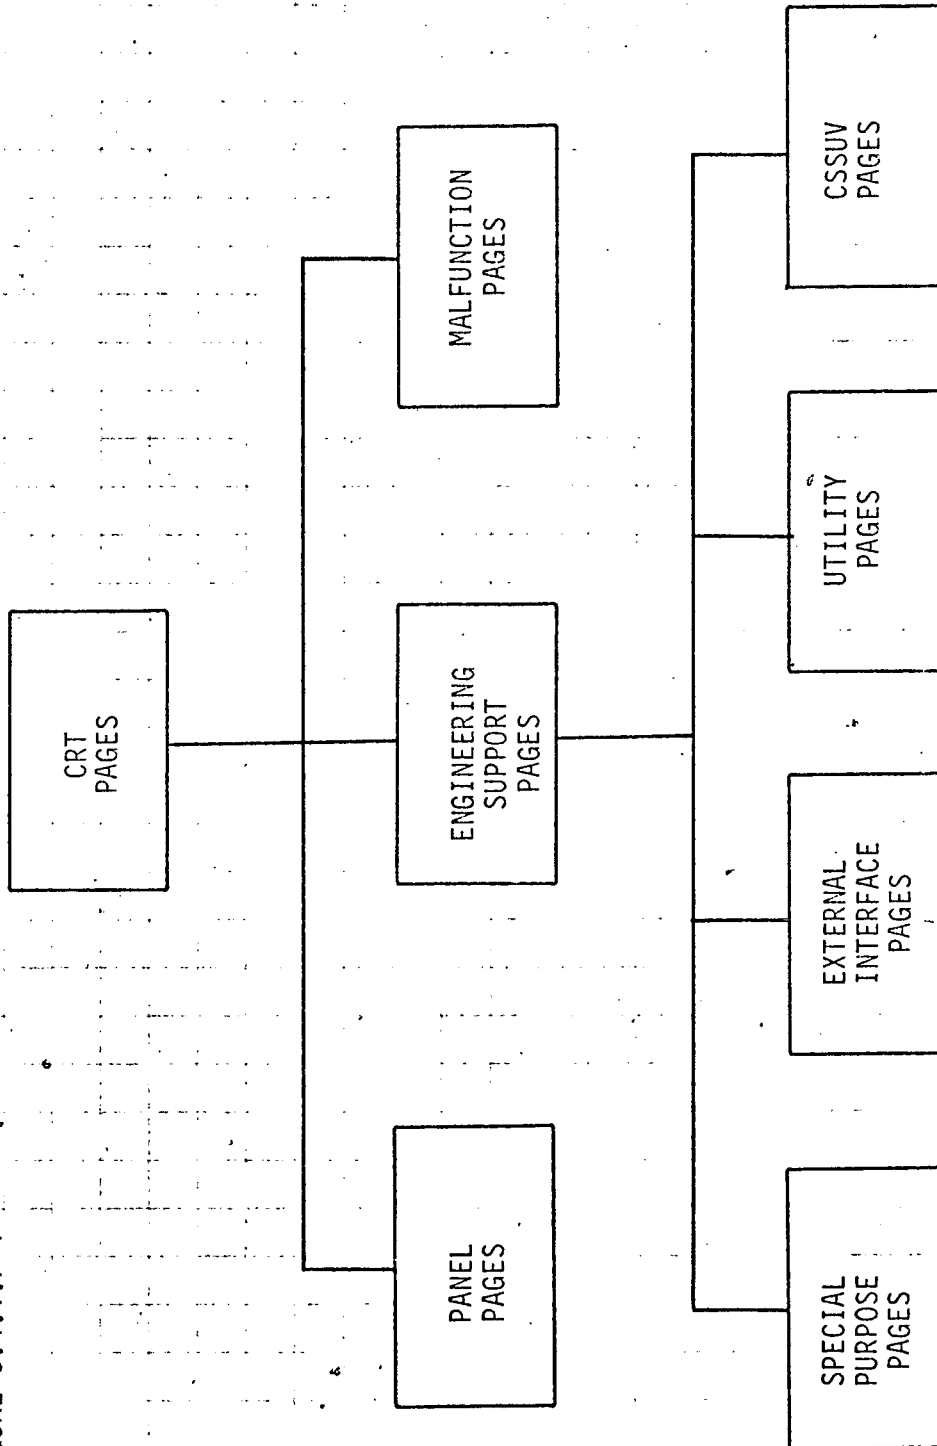 CRT
PAGES
PANEL
PAGES
ENGINEERING
SUPPORT
PAGES
MALFUNCTION
PAGES
SPECIAL
PURPOSE
PAGES
EXTERNAL
INTERFACE
PAGES
UTILITY
PAGES
CSSUV
PAGES